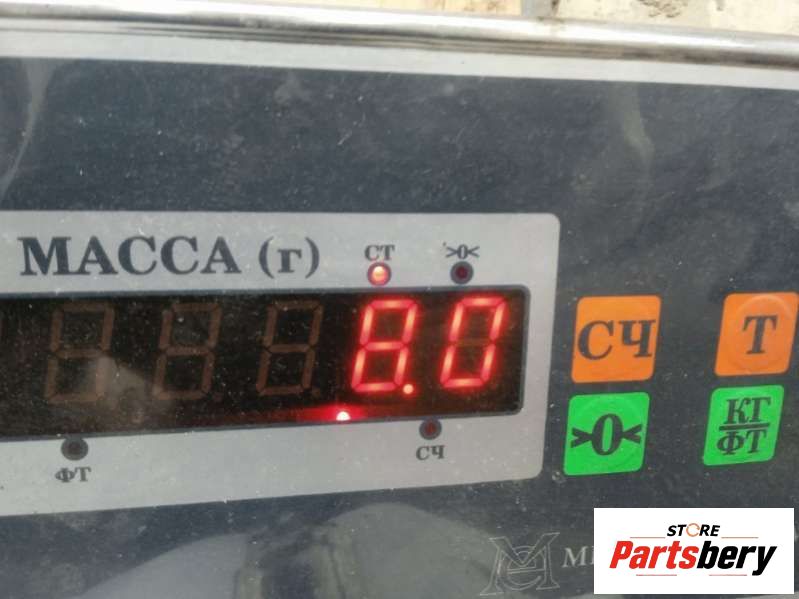 МАССА (г)
СТ
>0<
8.0
ФТ
СЧ
СЧ
Т
>0<
КГ
ФТ
STORE
Partsbery